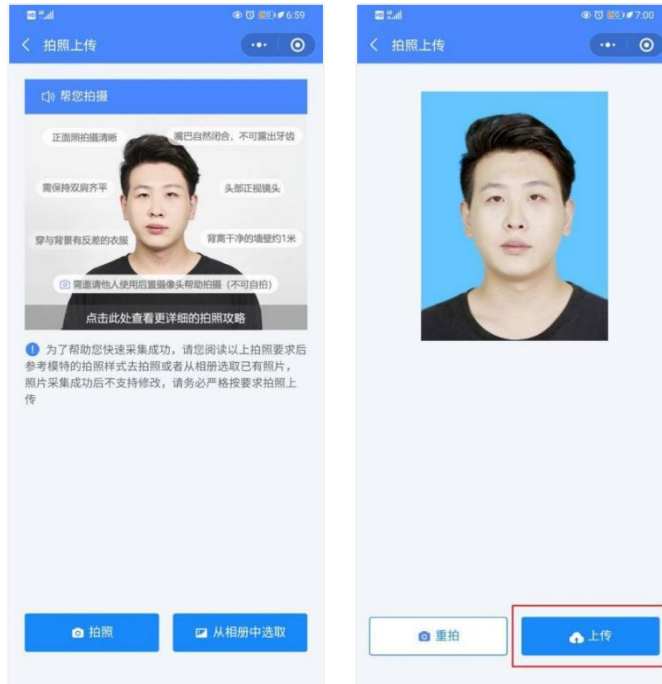 6:59
拍照上传
帮您拍摄
正面照拍摄清晰
嘴巴自然闭合，不可露出牙齿
需保持双肩齐平
头部正视镜头
穿与背景有反差的衣服
背离干净的墙壁约1米
需邀请他人使用后置摄像头帮助拍摄（不可自拍）
点击此处查看更详细的拍照攻略
为了帮助您快速采集成功，请您阅读以上拍照要求后
参考模特的拍照样式去拍照或者从相册选取已有照片，
照片采集成功后不支持修改，请务必严格按要求拍照上
传
拍照
从相册中选取
7:00
拍照上传
重拍
上传